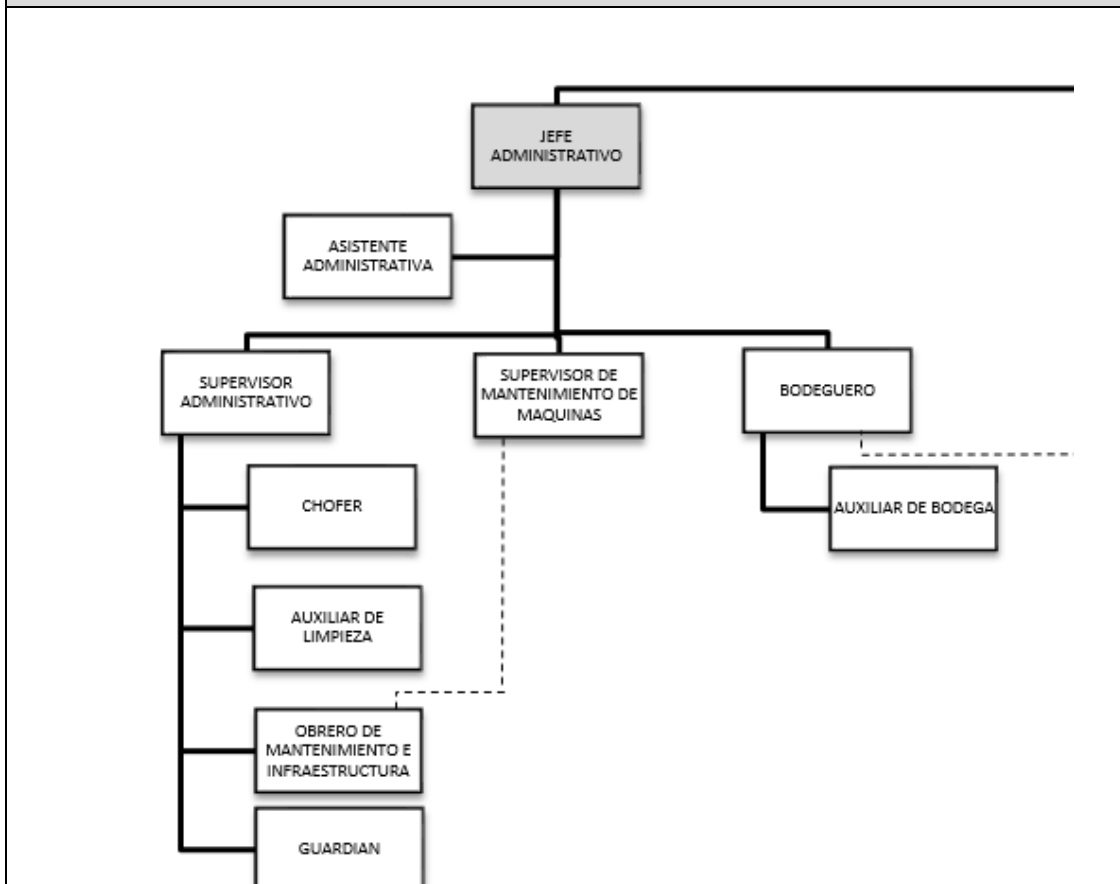 JEFE
ADMINISTRATIVO
ASISTENTE
ADMINISTRATIVA
SUPERVISOR
ADMINISTRATIVO
SUPERVISOR DE
MANTENIMIENTO DE
MAQUINAS
BODEGUERO
CHOFER
AUXILIAR DE BODEGA
AUXILIAR DE
LIMPIEZA
OBRERO DE
MANTENIMIENTO E
INFRAESTRUCTURA
GUARDIAN